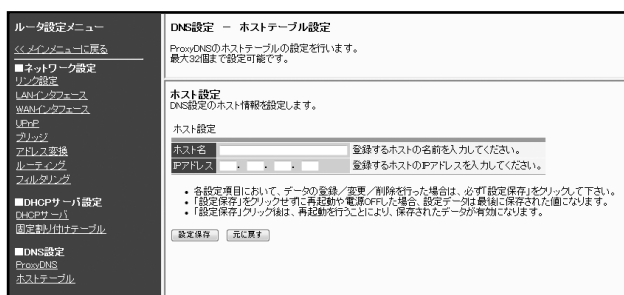 ルータ設定メニュー
<<メインメニューに戻る
■ネットワーク設定
リンク設定
LANインタフェース
WANインタフェース
UPnP
ブリッジ
アドレス変換
ルーティング
フィルタリング
■DHCPサーバ設定
DHCPサーバ
固定割り付けテーブル
■DNS設定
ProxyDNS
ホストテーブル
DNS設定 － ホストテーブル設定
ProxyDNSのホストテーブルの設定を行います。
最大32個まで設定可能です。
ホスト設定
DNS設定のホスト情報を設定します。
ホスト設定
ホスト名 登録するホストの名前を入力してください。
IPアドレス . . . 登録するホストのIPアドレスを入力してください。
• 各設定項目において、データの登録／変更／削除を行った場合は、必ず「設定保存」をクリックして下さい。
• 「設定保存」をクリックせずに再起動や電源OFFした場合、設定データは最後に保存された値になります。
• 「設定保存」クリック後は、再起動を行うことにより、保存されたデータが有効になります。
設定保存 元に戻す